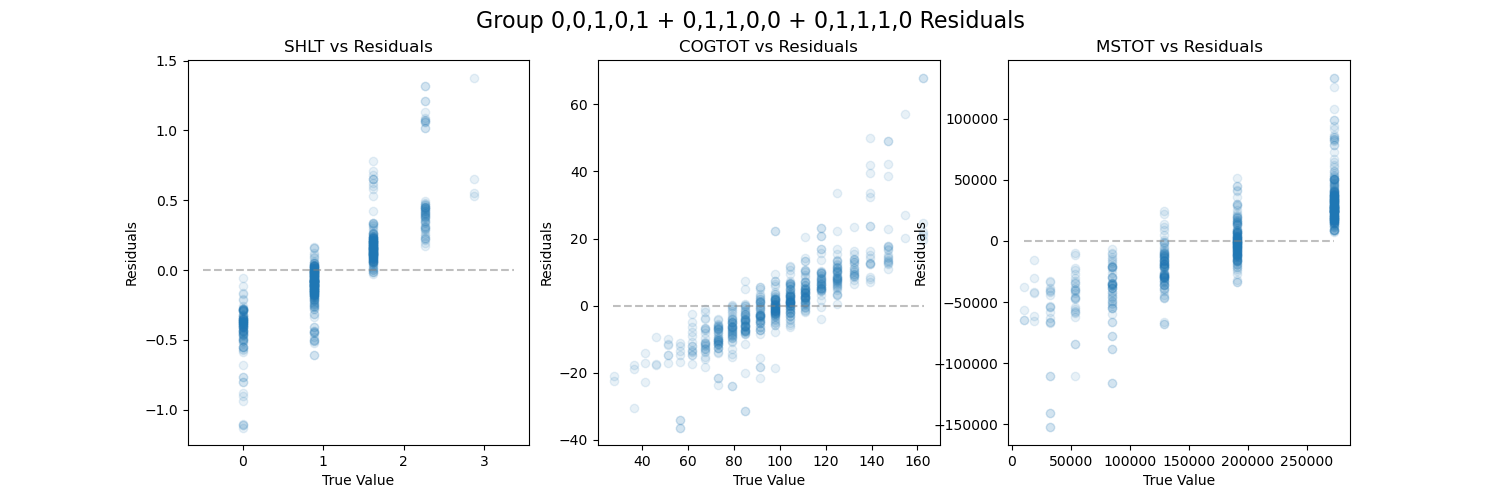 Group 0,0,1,0,1 + 0,1,1,0,0 + 0,1,1,1,0 Residuals
SHLT vs Residuals
1.5
1.0
0.5
0.0
−0.5
−1.0
Residuals
0 1 2 3
True Value
COGTOT vs Residuals
60
40
20
0
−20
−40
Residuals
40 60 80 100 120 140 160
True Value
MSTOT vs Residuals
100000
50000
0
−50000
−100000
−150000
Residuals
0 50000 100000 150000 200000 250000
True Value